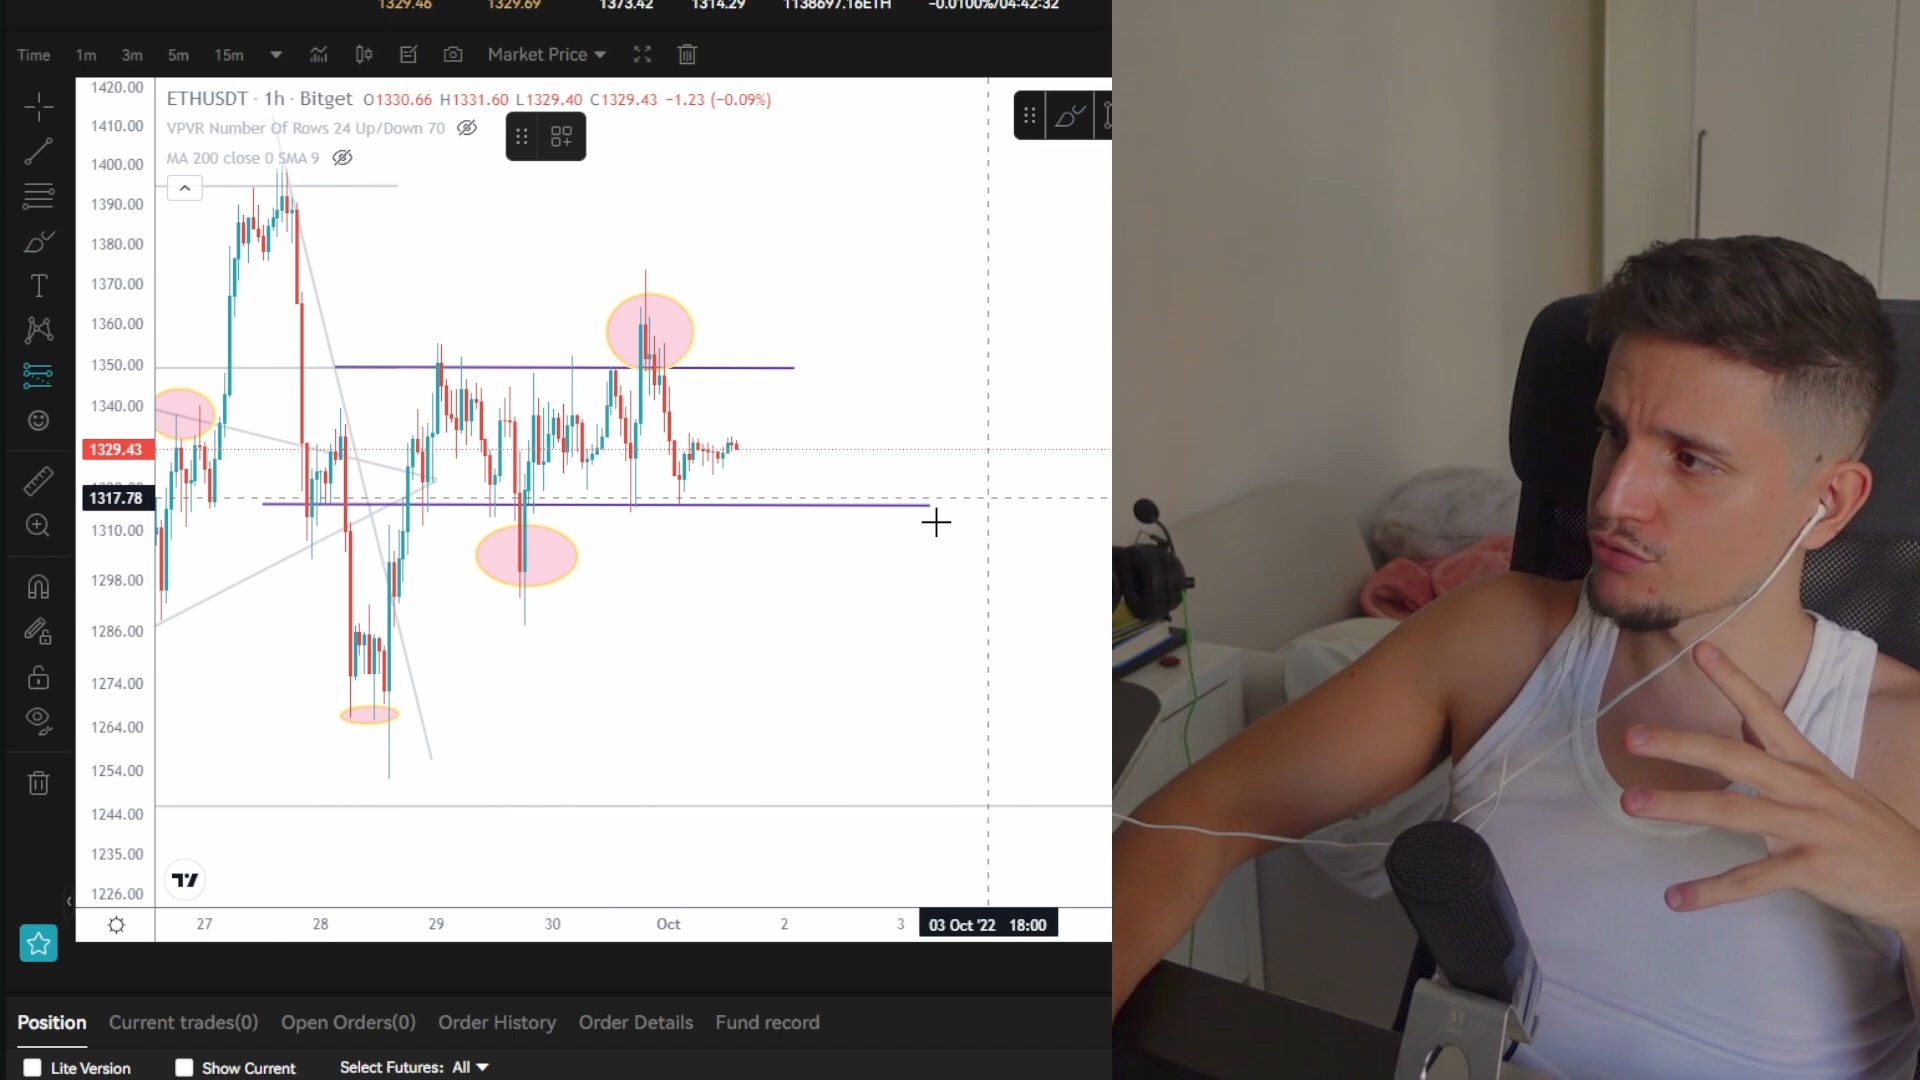 1329.46 1329.69 1373.42 1314.29 1138697.16ETH -0.0100%/04:42:32
Time 1m 3m 5m 15m Market Price
ETHUSDT · 1h · Bitget O1330.66 H1331.60 L1329.40 C1329.43 −1.23 (−0.09%)
VPVR Number Of Rows 24 Up/Down 70
MA 200 close 0 SMA 9
1420.00
1410.00
1400.00
1390.00
1380.00
1370.00
1360.00
1350.00
1340.00
1329.43
1317.78
1310.00
1298.00
1286.00
1274.00
1264.00
1254.00
1244.00
1235.00
1226.00
27 28 29 30 Oct 2 3 03 Oct '22 18:00
Position Current trades(0) Open Orders(0) Order History Order Details Fund record
Lite Version Show Current Select Futures: All